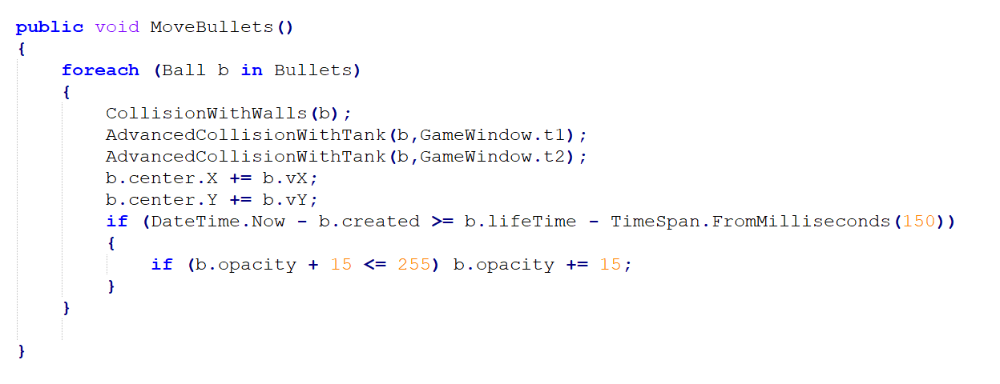 public void MoveBullets()
{
    foreach (Ball b in Bullets)
    {
        CollisionWithWalls(b);
        AdvancedCollisionWithTank(b,GameWindow.t1);
        AdvancedCollisionWithTank(b,GameWindow.t2);
        b.center.X += b.vX;
        b.center.Y += b.vY;
        if (DateTime.Now - b.created >= b.lifeTime - TimeSpan.FromMilliseconds(150))
        {
            if (b.opacity + 15 <= 255) b.opacity += 15;
        }
    }

}